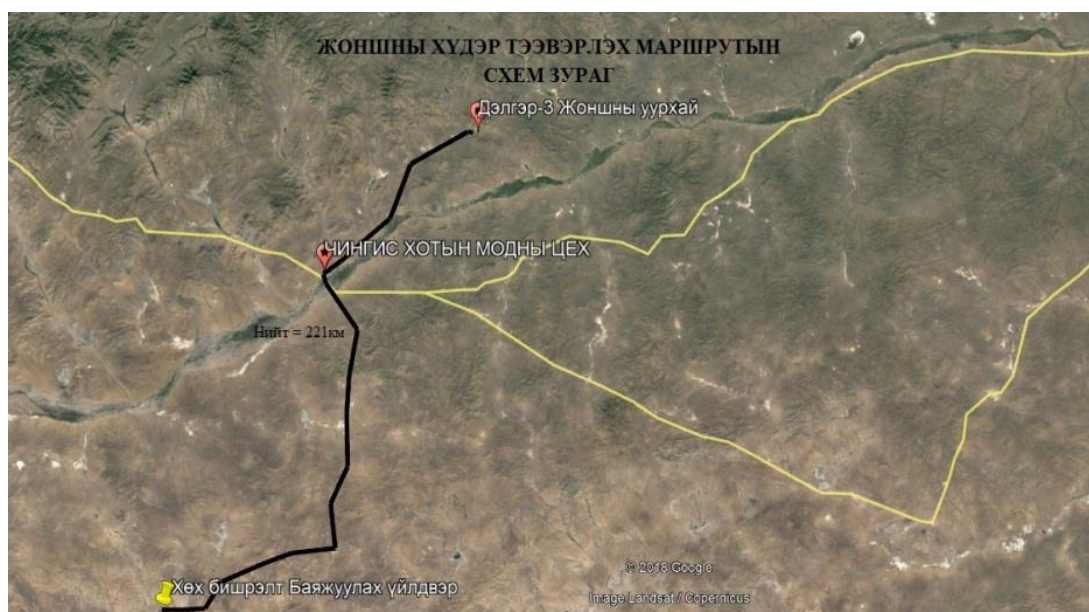 ЖОНШНЫ ХҮДЭР ТЭЭВЭРЛЭХ МАРШРУТЫН
СХЕМ ЗУРАГ
Дэлгэр-3 Жоншны уурхай
ЧИНГИС ХОТЫН МОДНЫ ЦЕХ
Нийт = 221км
Хөх бишрэлт Баяжуулах үйлдвэр
© 2018 Google
Image Landsat / Copernicus